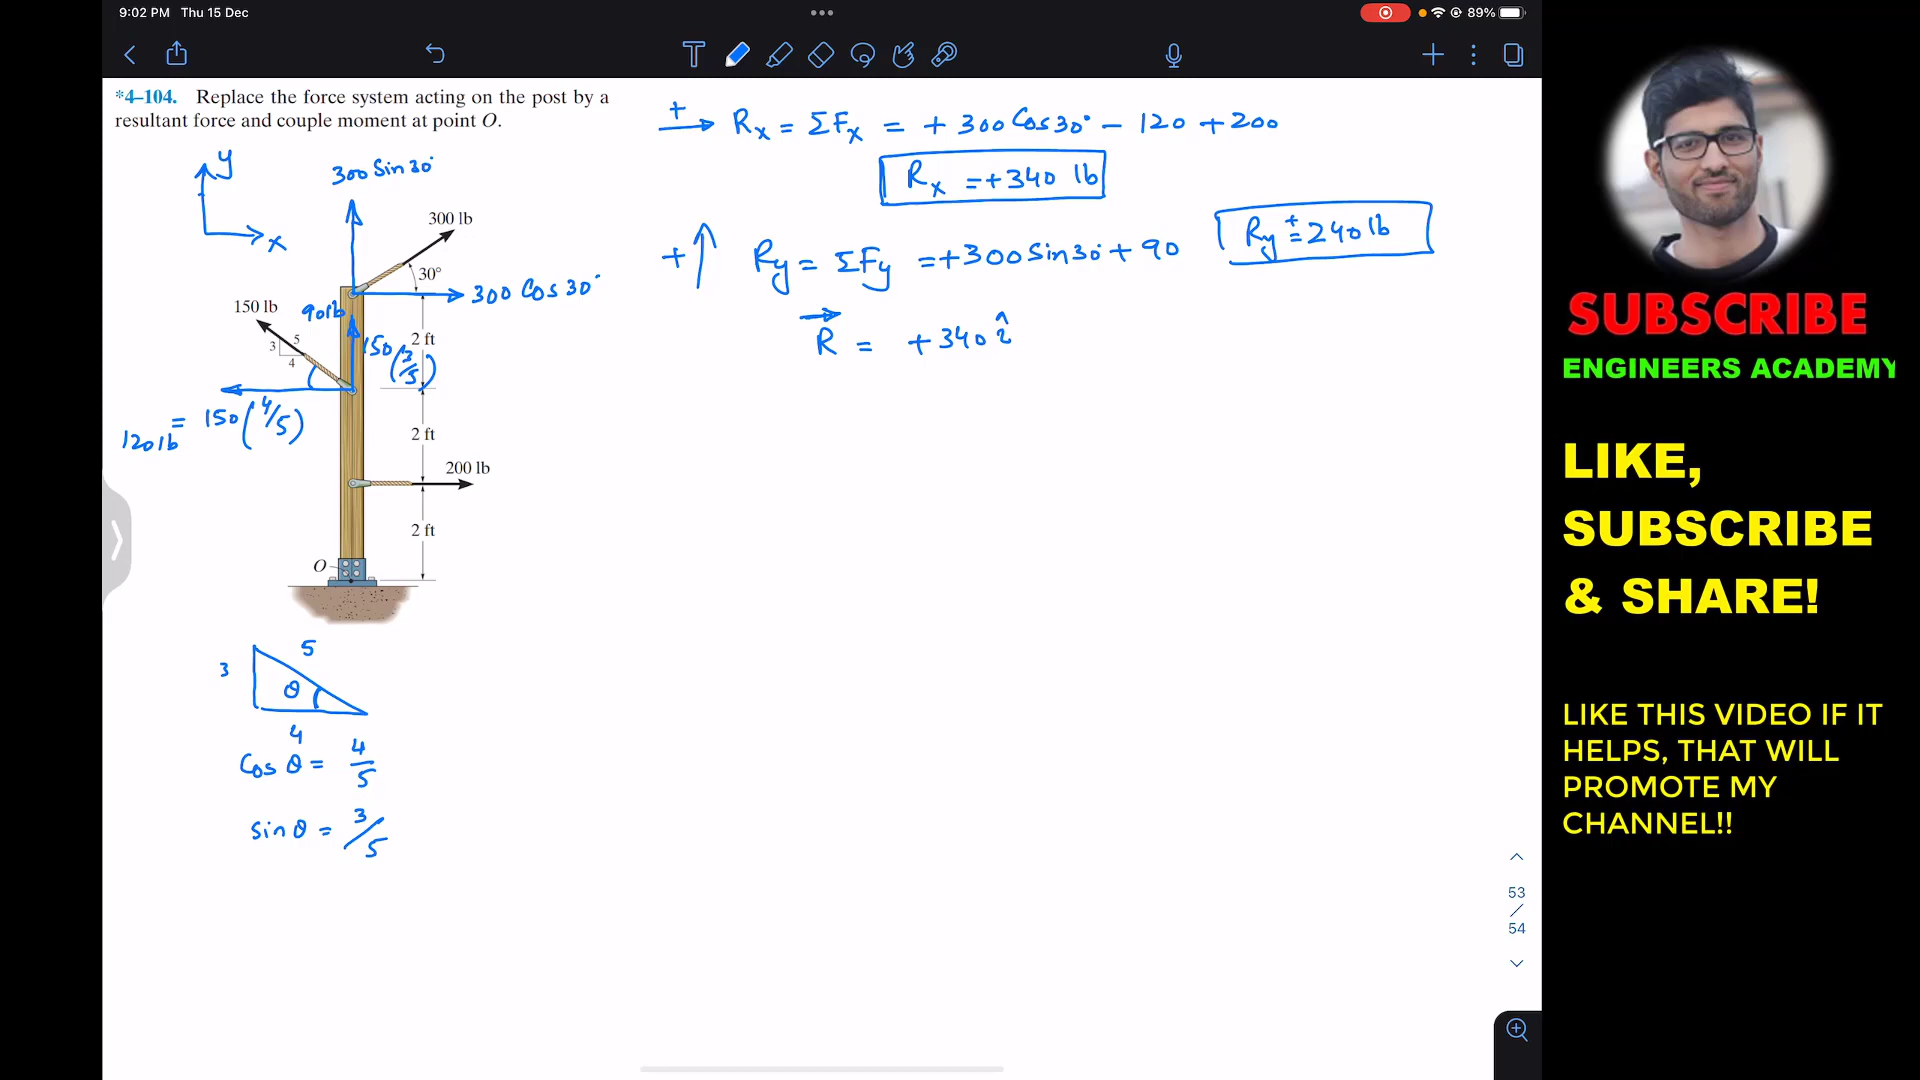 9:02 PM Thu 15 Dec
89%
*4–104. Replace the force system acting on the post by a
resultant force and couple moment at point O.
y
x
300 Sin 30°
300 lb
30°
300 Cos 30°
150 lb
90lb
5
3
4
150 (3/5)
2 ft
120lb = 150 (4/5)
2 ft
200 lb
2 ft
O
5
3
θ
4
Cos θ = 4/5
Sin θ = 3/5
+ → Rx = ΣFx = + 300 Cos 30° – 120 + 200
Rx = +340 lb
+ ↑ Ry = ΣFy = +300 Sin 30° + 90
Ry = +240 lb
R = + 340 î
53
/
54
SUBSCRIBE
ENGINEERS ACADEMY
LIKE,
SUBSCRIBE
& SHARE!
LIKE THIS VIDEO IF IT
HELPS, THAT WILL
PROMOTE MY
CHANNEL!!